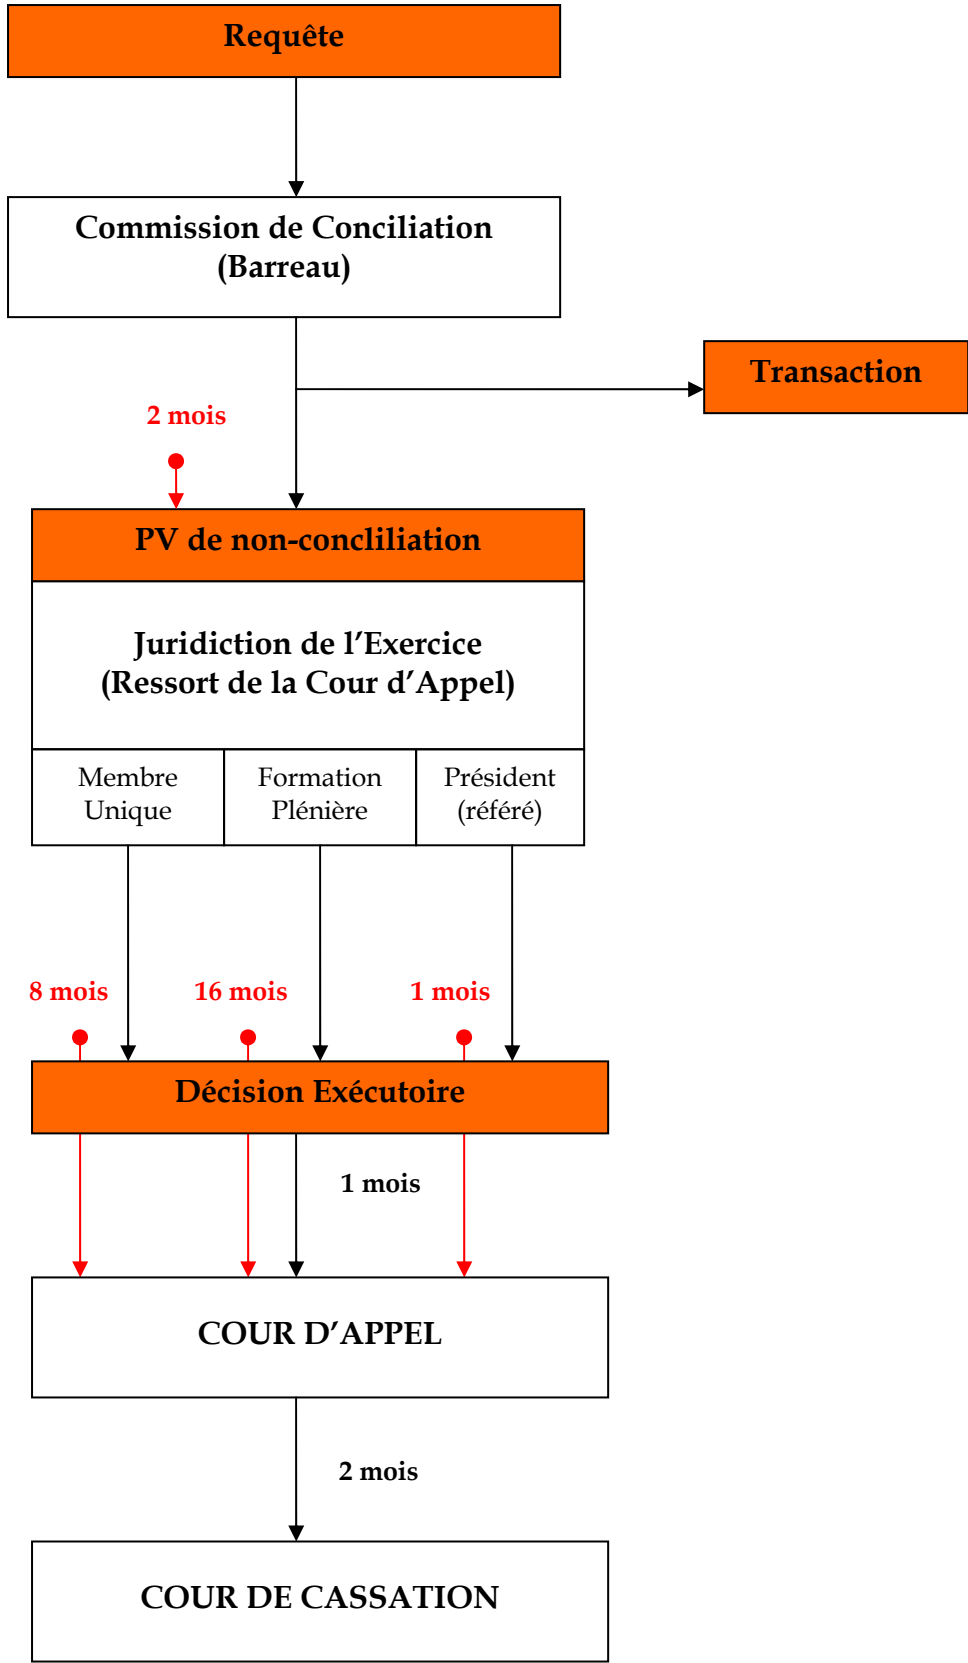 Requête
Commission de Conciliation
(Barreau)
Transaction
2 mois
PV de non-concliliation
Juridiction de l’Exercice
(Ressort de la Cour d’Appel)
Membre
Unique
Formation
Plénière
Président
(référé)
8 mois
16 mois
1 mois
Décision Exécutoire
1 mois
COUR D’APPEL
2 mois
COUR DE CASSATION